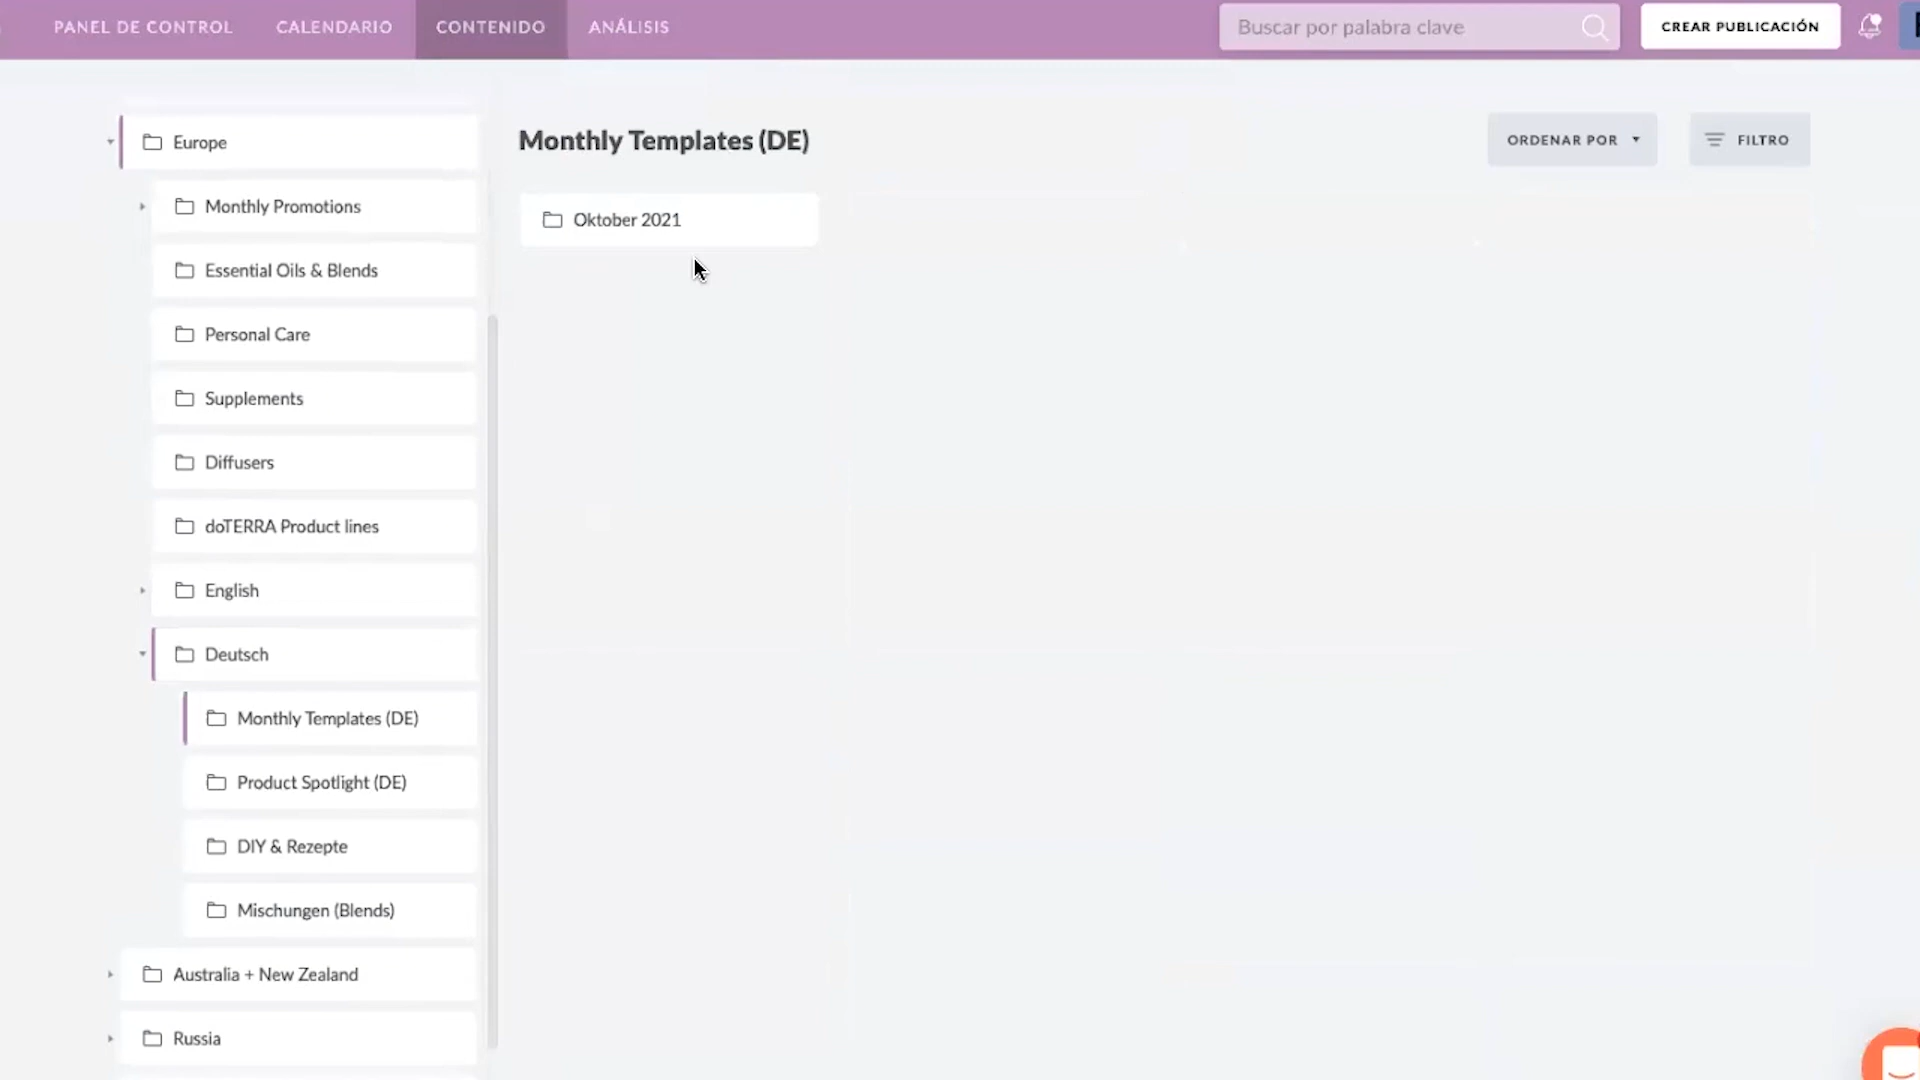 PANEL DE CONTROL
CALENDARIO
CONTENIDO
ANÁLISIS
Buscar por palabra clave
CREAR PUBLICACIÓN
Europe
Monthly Promotions
Essential Oils & Blends
Personal Care
Supplements
Diffusers
doTERRA Product lines
English
Deutsch
Monthly Templates (DE)
Product Spotlight (DE)
DIY & Rezepte
Mischungen (Blends)
Australia + New Zealand
Russia
Monthly Templates (DE)
ORDENAR POR
FILTRO
Oktober 2021